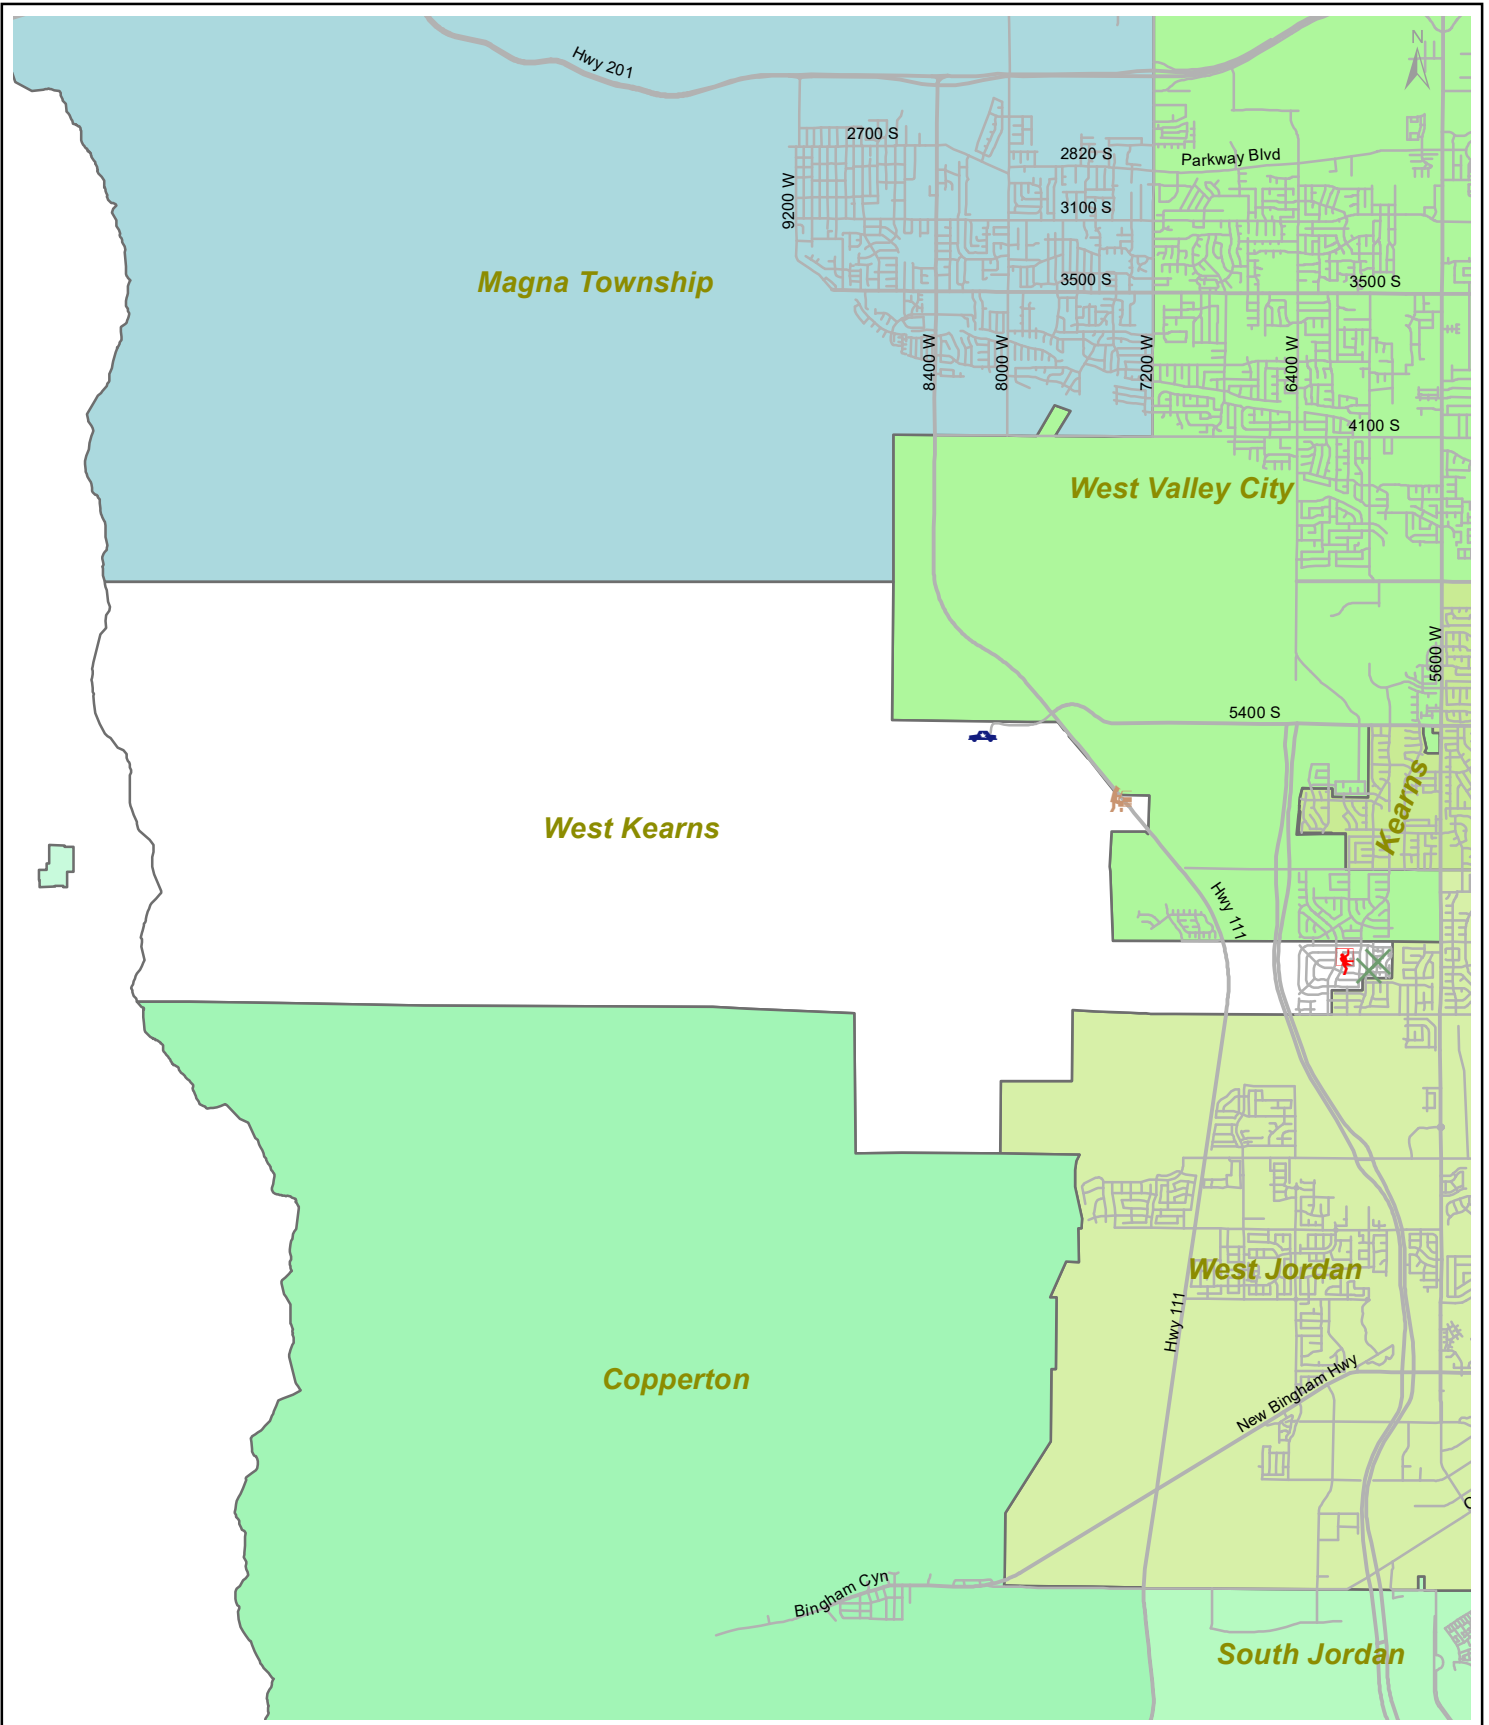 N
Hwy 201
2700 S
2820 S
Parkway Blvd
9200 W
3100 S
Magna Township
3500 S
3500 S
8400 W
8000 W
7200 W
6400 W
4100 S
West Valley City
5600 W
5400 S
West Kearns
Kearns
Hwy 111
West Jordan
Hwy 111
Copperton
New Bingham Hwy
Bingham Cyn
South Jordan